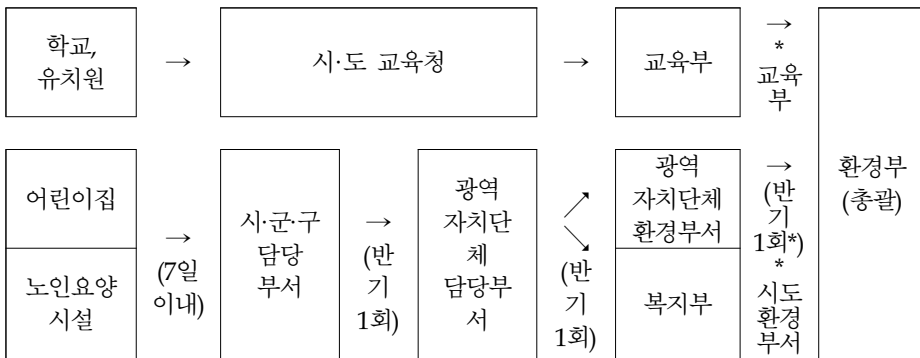 학교,
유치원
→
시·도 교육청
→
교육부
→
*
교육
부
환경부
(총괄)
어린이집
노인요양
시설
→
(7일
이내)
시·군·구
담당
부서
→
(반
기
1회)
광역
자치단
체
담당부
서
↗
↘
(반
기
1회)
광역
자치단체
환경부서
복지부
→
(반
기
1회*)
*
시도
환경
부서